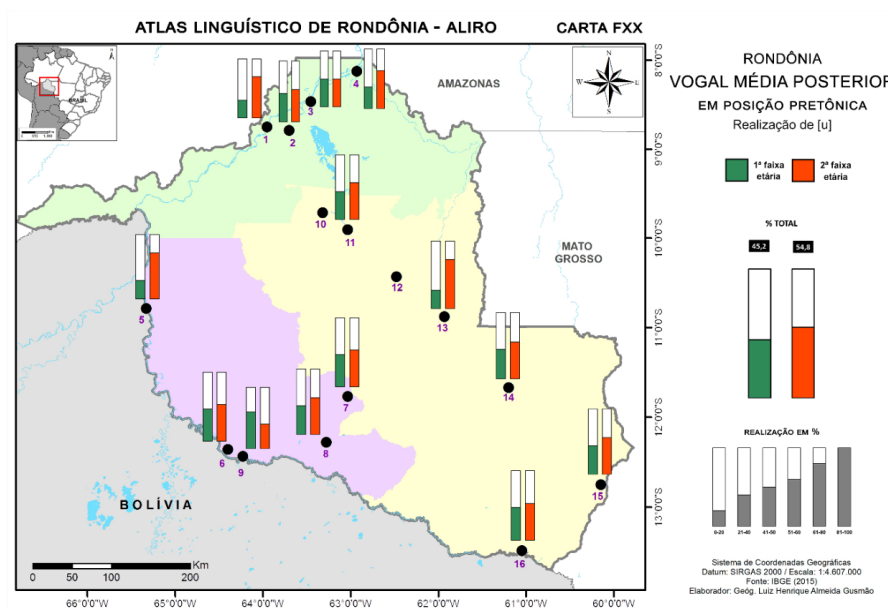 ATLAS LINGUÍSTICO DE RONDÔNIA - ALIRO
CARTA FXX
BRASIL
AMAZONAS
N
W
E
S
MATO
GROSSO
BOLÍVIA
1
2
3
4
5
6
7
8
9
10
11
12
13
14
15
16
8°0'0"S
9°0'0"S
10°0'0"S
11°0'0"S
12°0'0"S
13°0'0"S
Km
0 50 100 200
66°0'0"W 65°0'0"W 64°0'0"W 63°0'0"W 62°0'0"W 61°0'0"W 60°0'0"W
RONDÔNIA
VOGAL MÉDIA POSTERIOR
EM POSIÇÃO PRETÔNICA
Realização de [u]
1ª faixa
etária
2ª faixa
etária
% TOTAL
45,2 54,8
REALIZAÇÃO EM %
0-20 21-40 41-50 51-60 61-80 81-100
Sistema de Coordenadas Geográficas
Datum: SIRGAS 2000 / Escala: 1:4.607.000
Fonte: IBGE (2015)
Elaborador: Geóg. Luiz Henrique Almeida Gusmão